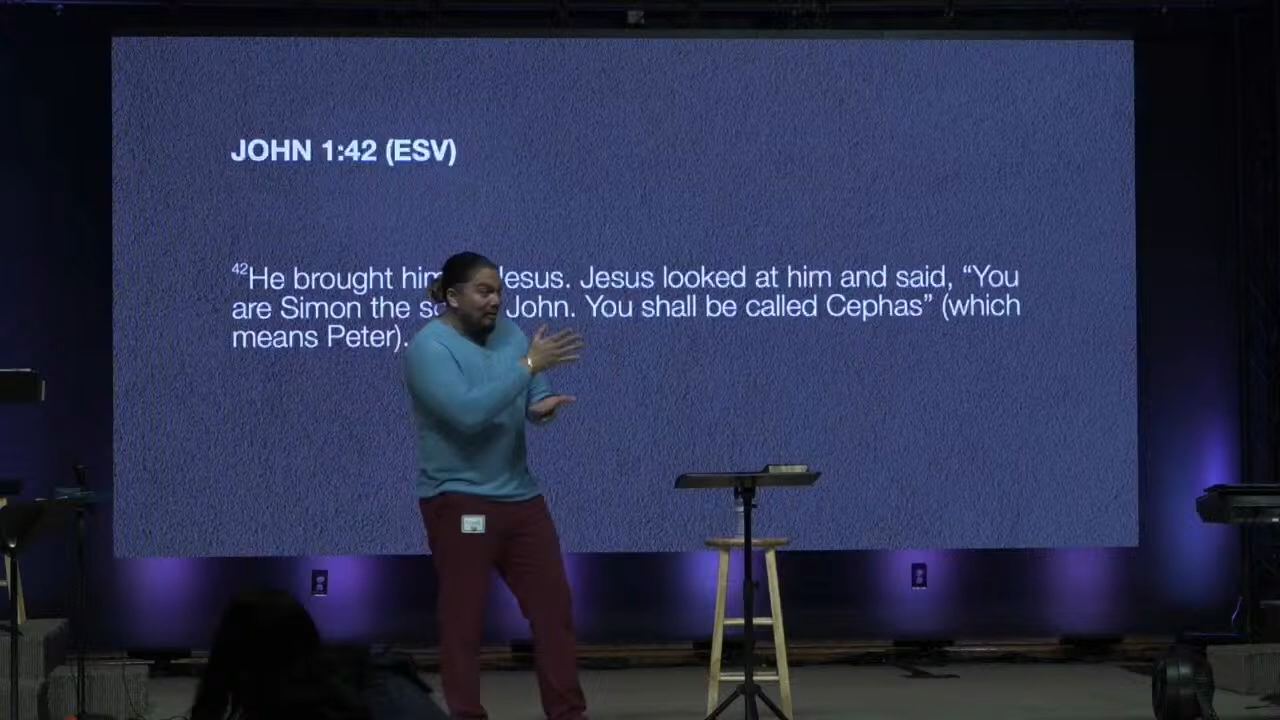 JOHN 1:42 (ESV)
42He brought him Jesus. Jesus looked at him and said, “You
are Simon the so John. You shall be called Cephas” (which
means Peter).